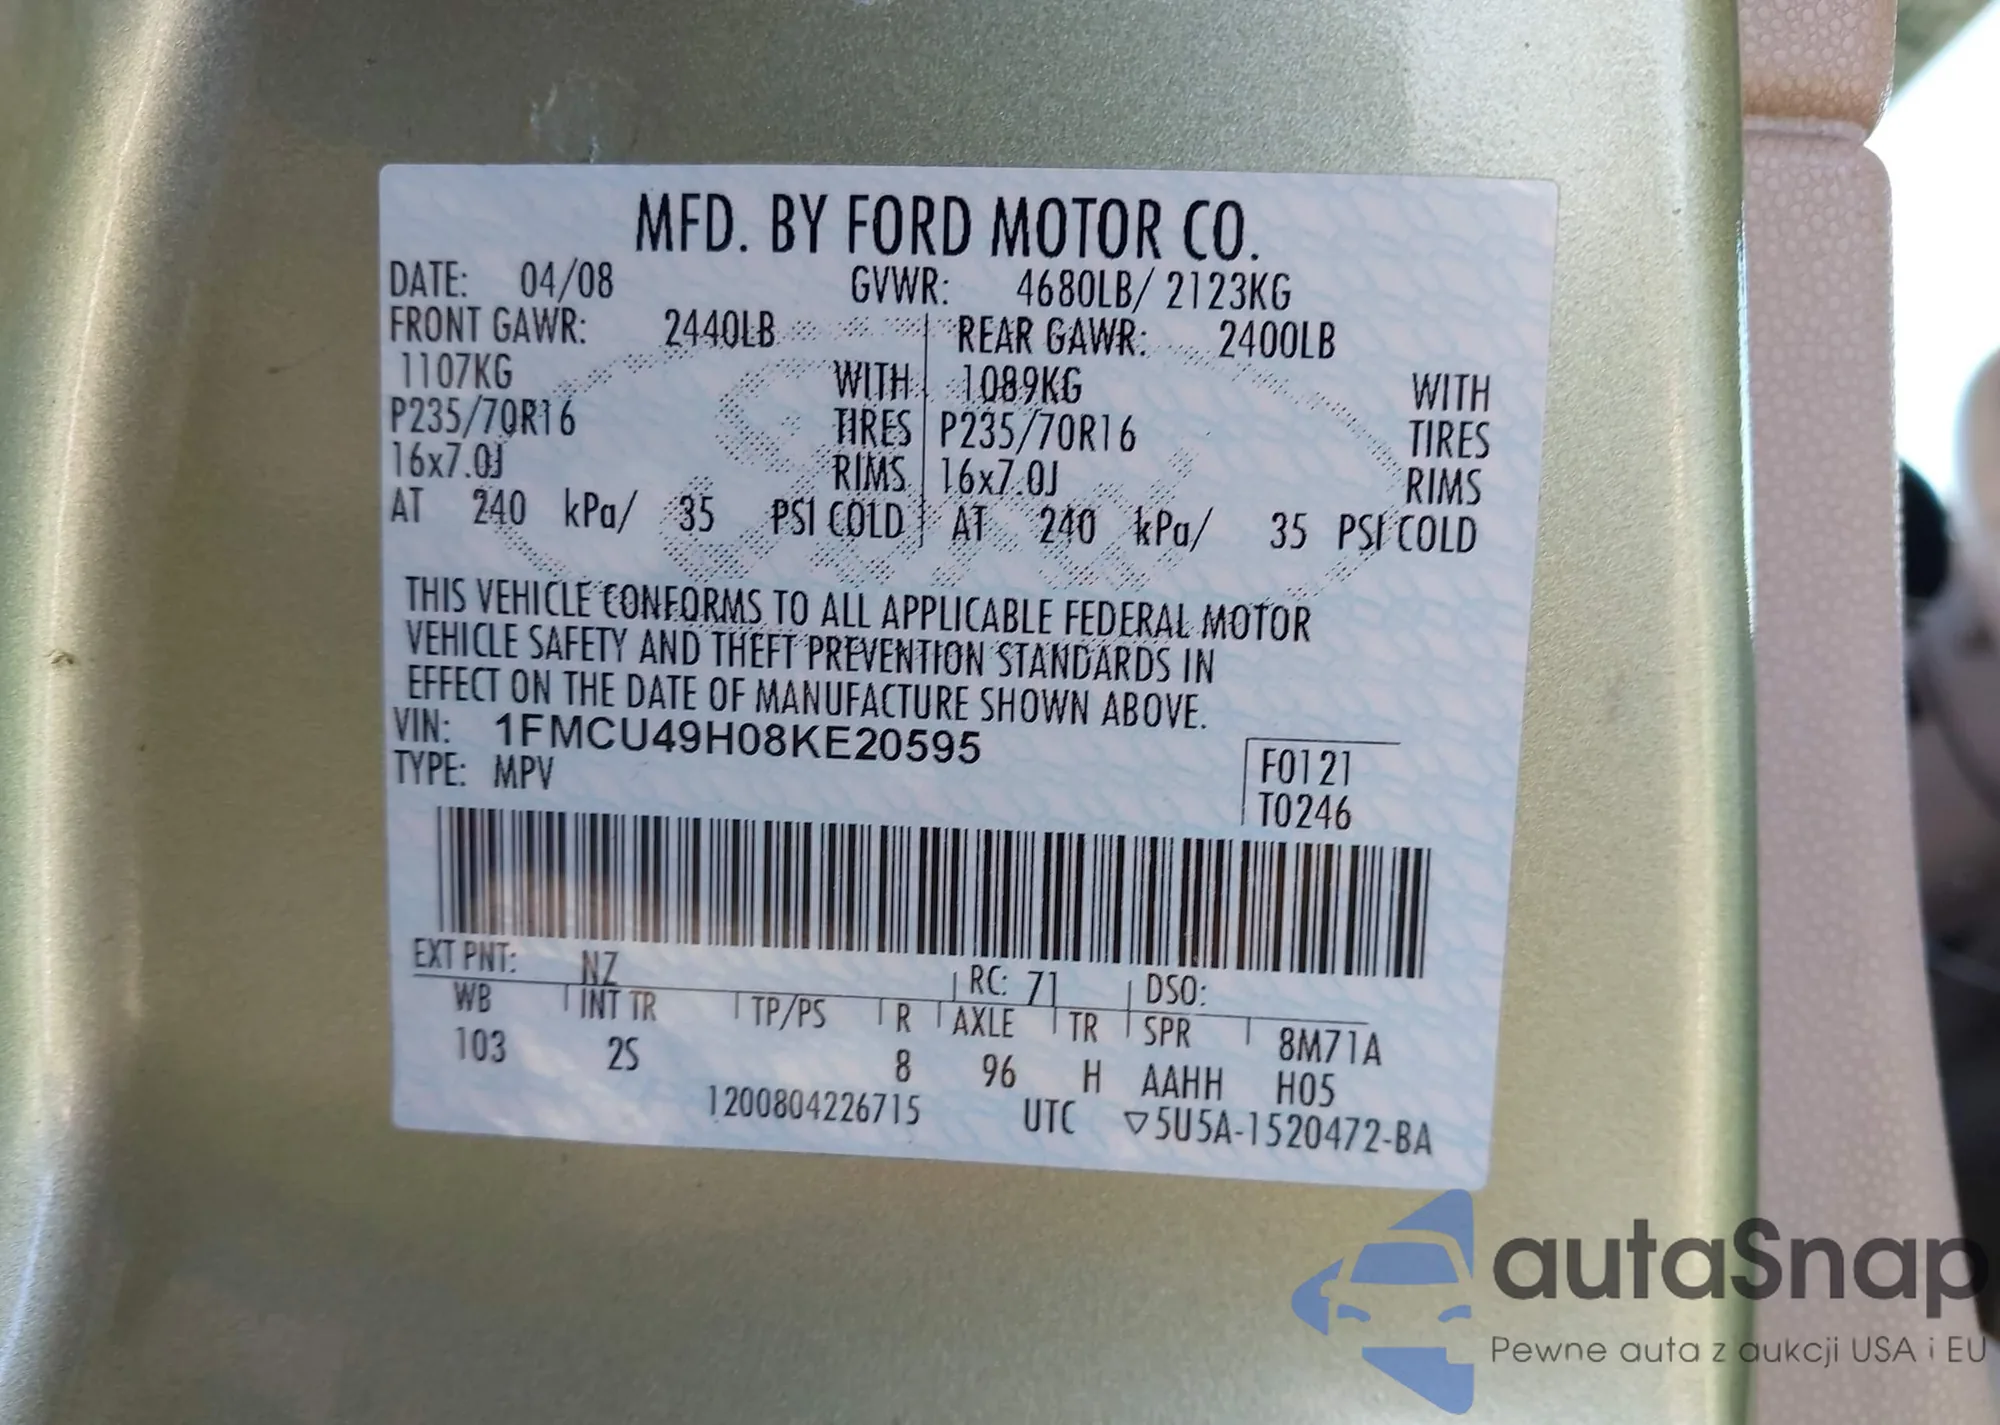 MFD. BY FORD MOTOR CO.
DATE: 04/08 GVWR: 4680LB/ 2123KG
FRONT GAWR: 2440LB REAR GAWR: 2400LB
1107KG WITH 1089KG WITH
P235/70R16 TIRES P235/70R16 TIRES
16x7.0J RIMS 16x7.0J RIMS
AT 240 kPa/ 35 PSI COLD AT 240 kPa/ 35 PSI COLD
THIS VEHICLE CONFORMS TO ALL APPLICABLE FEDERAL MOTOR
VEHICLE SAFETY AND THEFT PREVENTION STANDARDS IN
EFFECT ON THE DATE OF MANUFACTURE SHOWN ABOVE.
VIN: 1FMCU49H08KE20595
TYPE: MPV
F0121
T0246
EXT PNT: NZ RC: 71 DSO:
WB INT TR TP/PS R AXLE TR SPR 8M71A
103 2S 8 96 H AAHH H05
1200804226715 UTC ▽5U5A-1520472-BA
autaSnap
Pewne auta z aukcji USA i EU